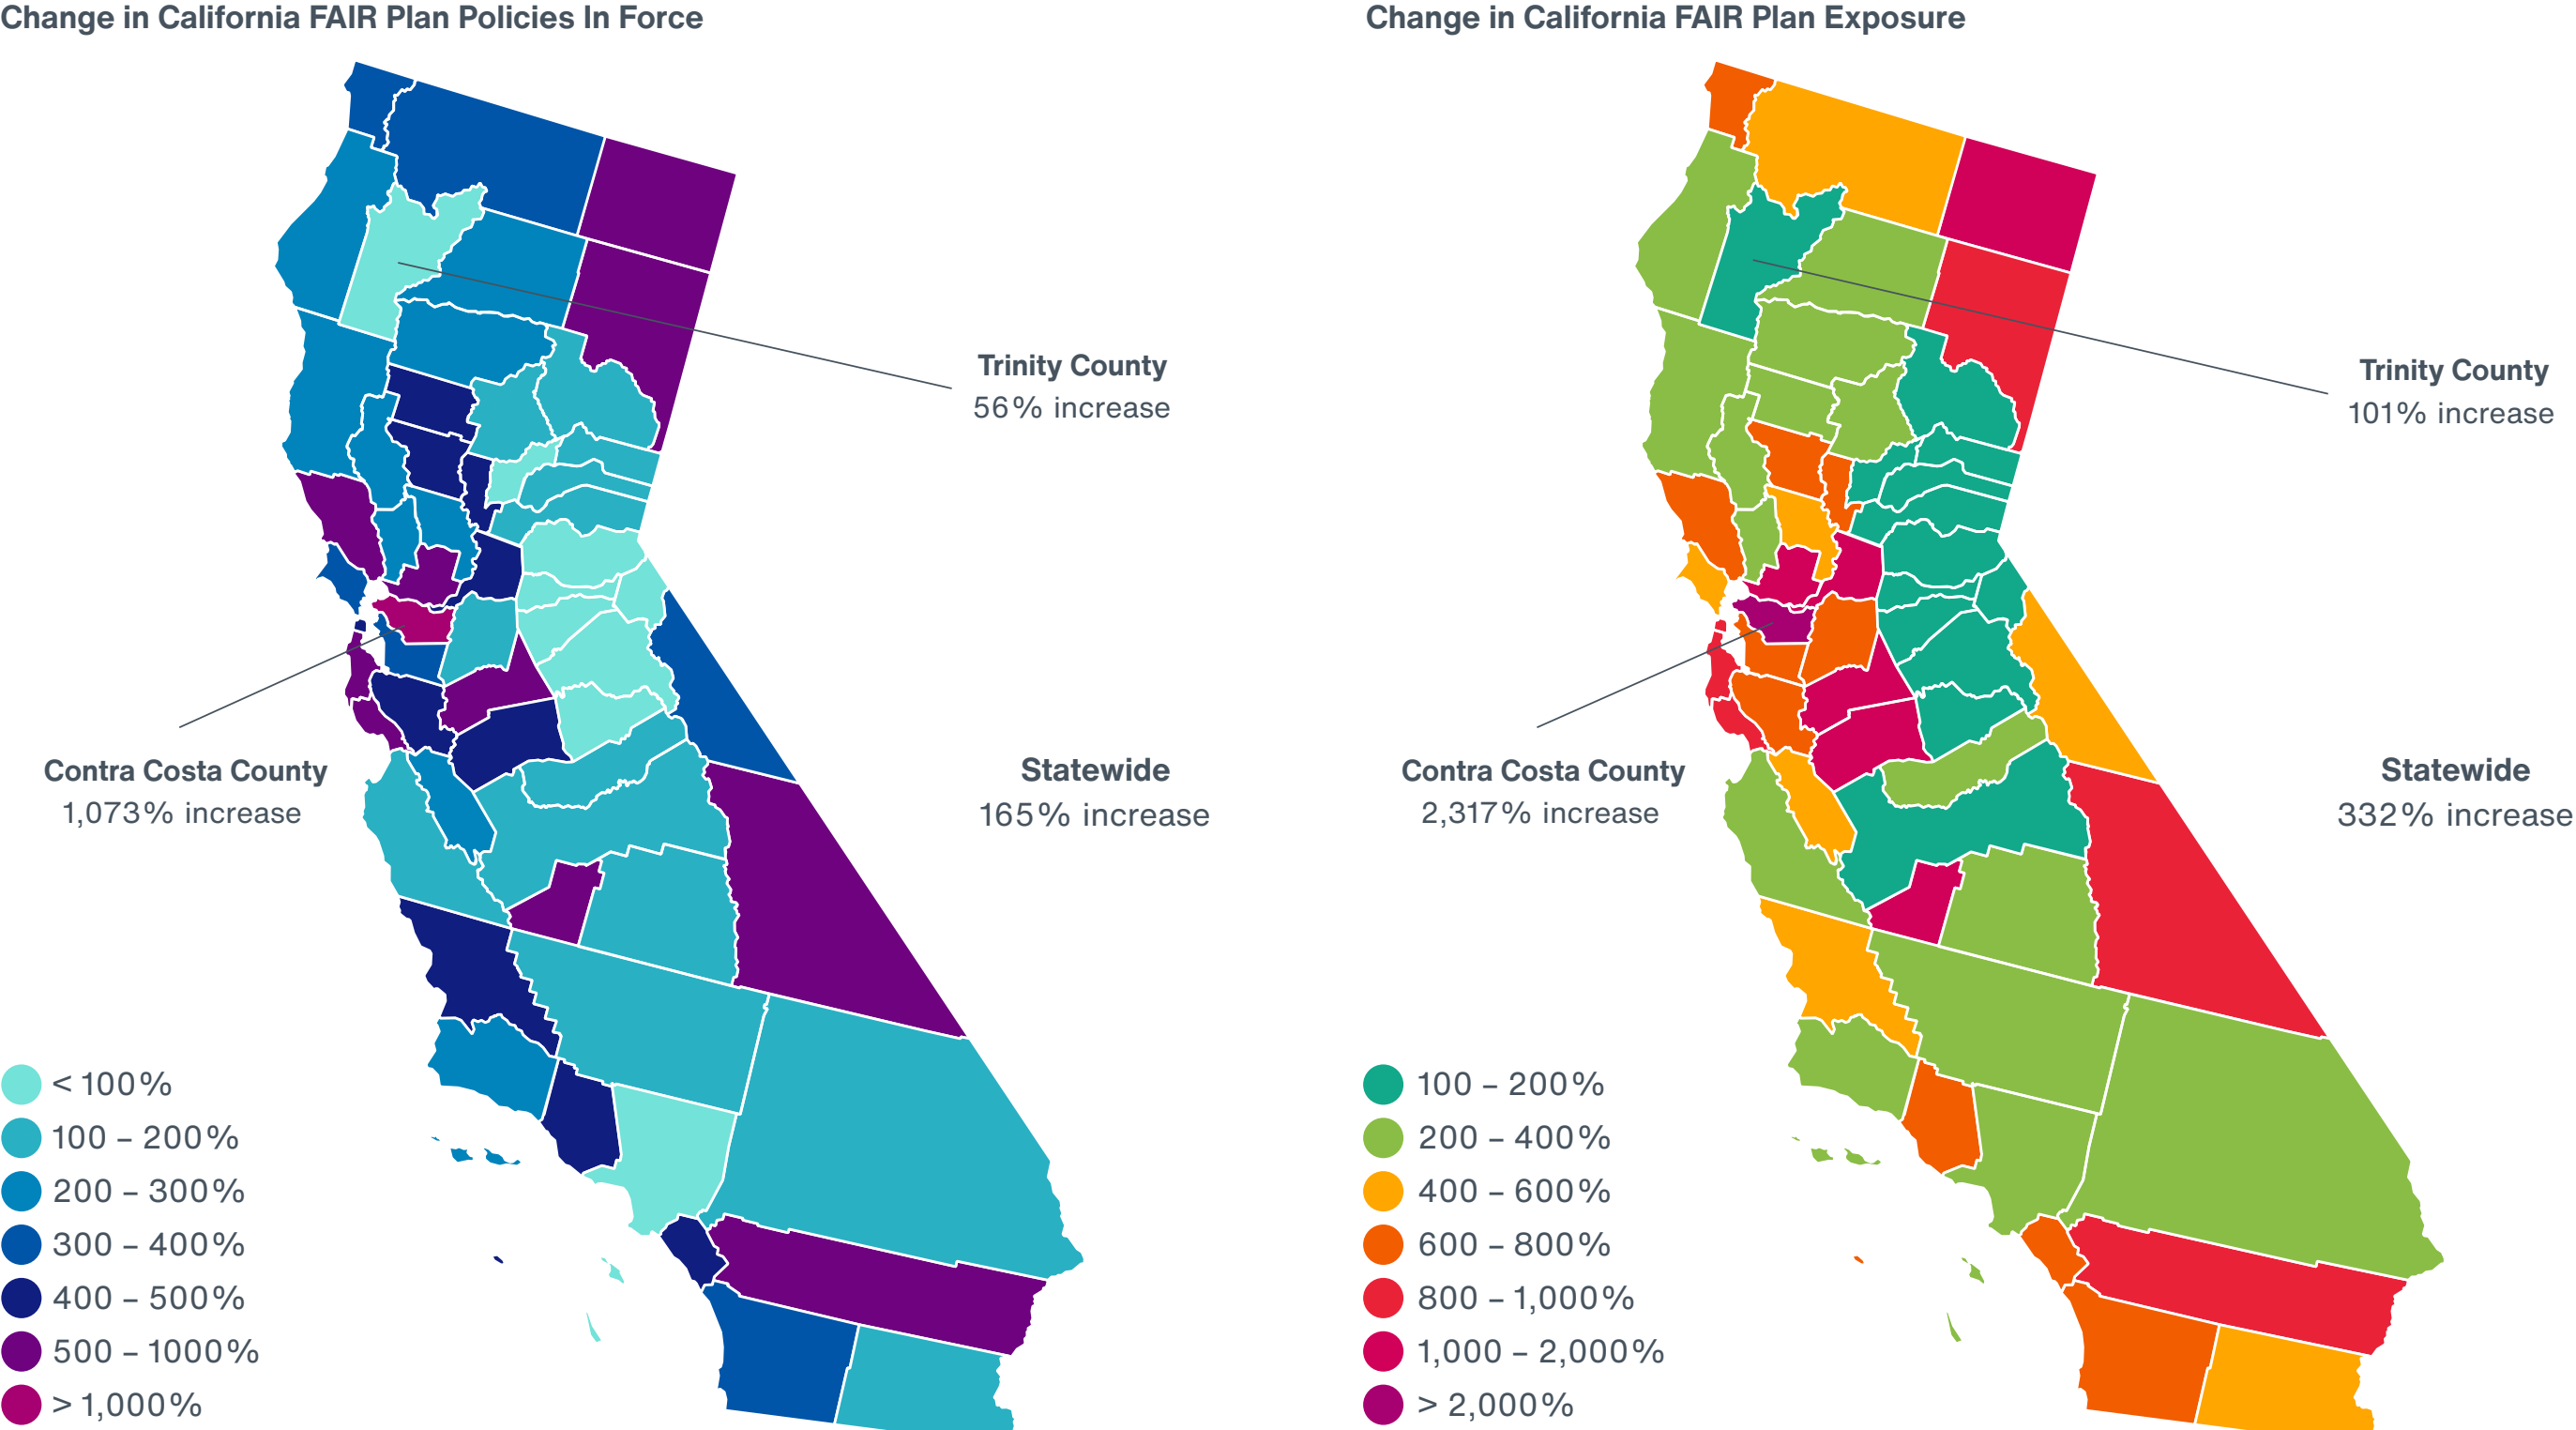 Change in California FAIR Plan Policies In Force
Trinity County
56% increase
Contra Costa County
1,073% increase
Statewide
165% increase
< 100%
100 – 200%
200 – 300%
300 – 400%
400 – 500%
500 – 1000%
> 1,000%
Change in California FAIR Plan Exposure
Trinity County
101% increase
Contra Costa County
2,317% increase
Statewide
332% increase
100 – 200%
200 – 400%
400 – 600%
600 – 800%
800 – 1,000%
1,000 – 2,000%
> 2,000%